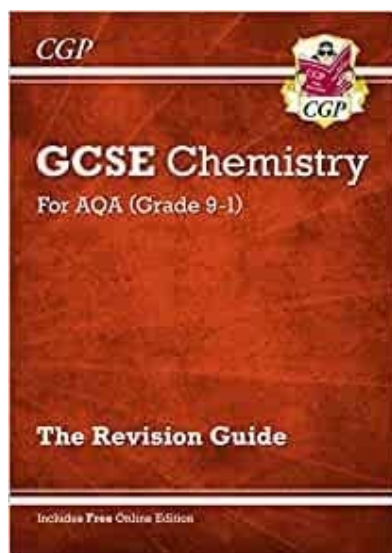 CGP
CGP
GCSE Chemistry
For AQA (Grade 9-1)
The Revision Guide
Includes Free Online Edition